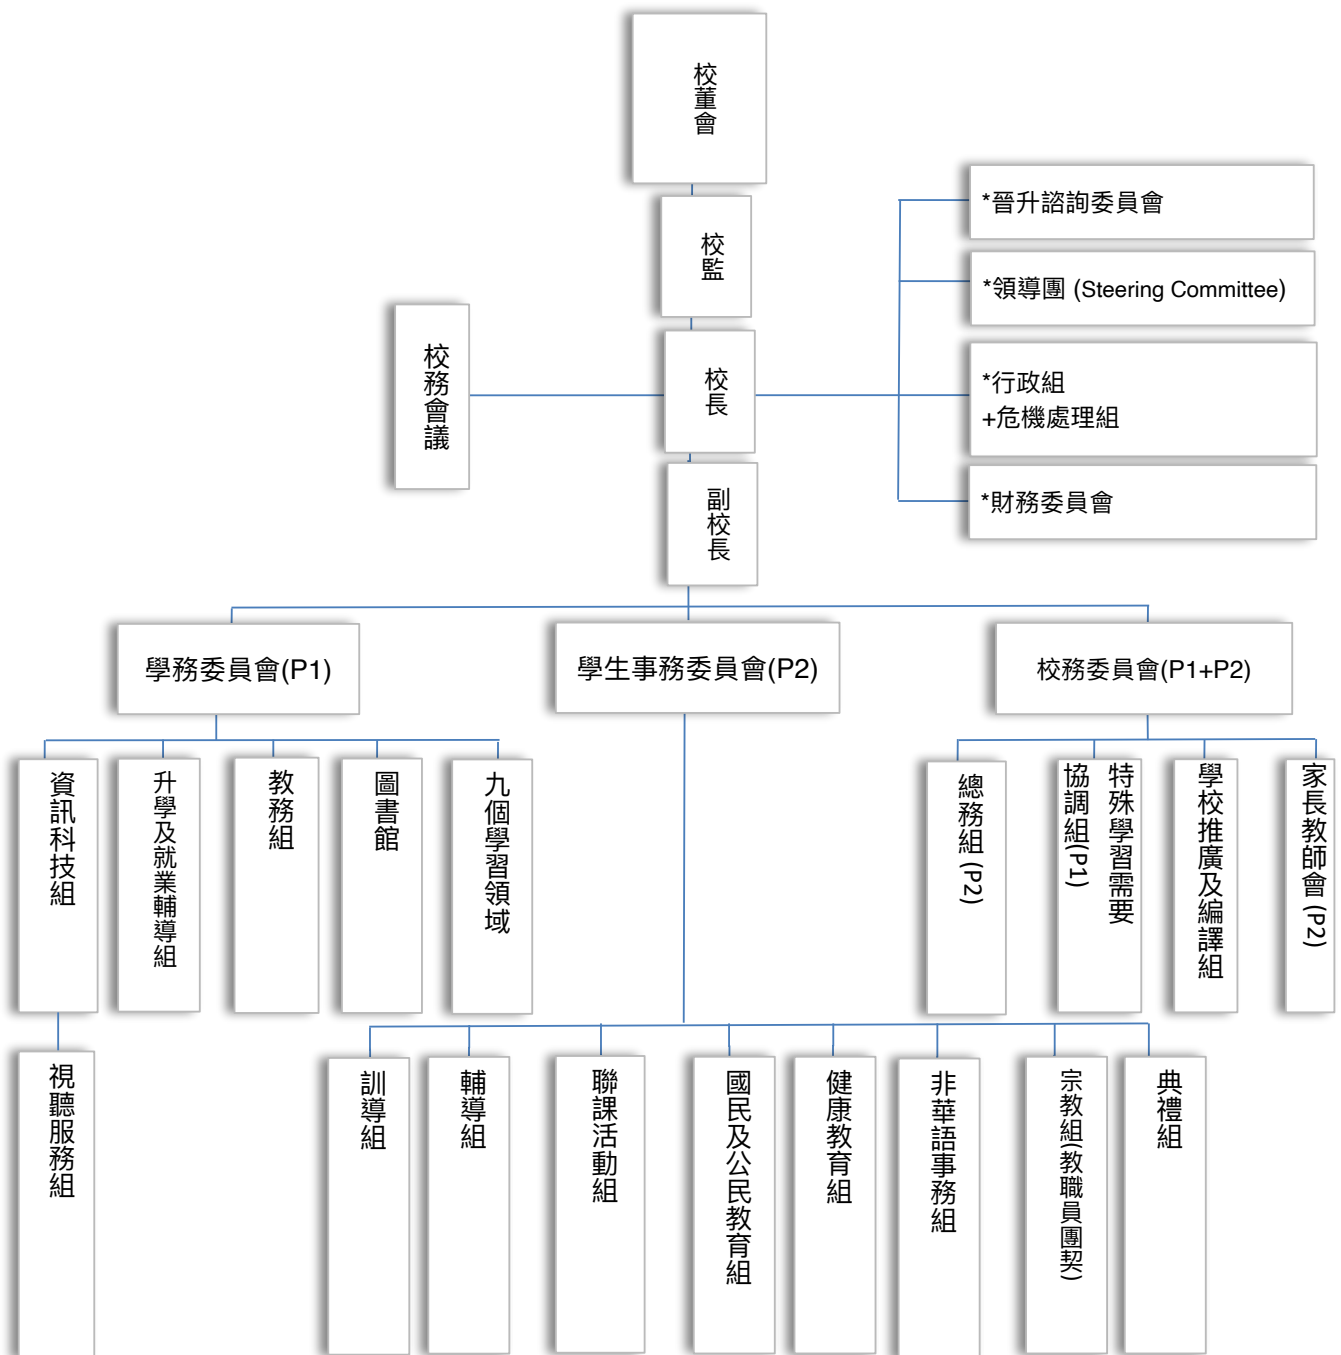 校董會
校監
校長
副校長
校務會議
*晉升諮詢委員會
*領導團 (Steering Committee)
*行政組
+危機處理組
*財務委員會
學務委員會(P1)
學生事務委員會(P2)
校務委員會(P1+P2)
資訊科技組
升學及就業輔導組
教務組
圖書館
九個學習領域
總務組 (P2)
特殊學習需要
協調組(P1)
學校推廣及編譯組
家長教師會 (P2)
視聽服務組
訓導組
輔導組
聯課活動組
國民及公民教育組
健康教育組
非華語事務組
宗教組(教職員團契)
典禮組